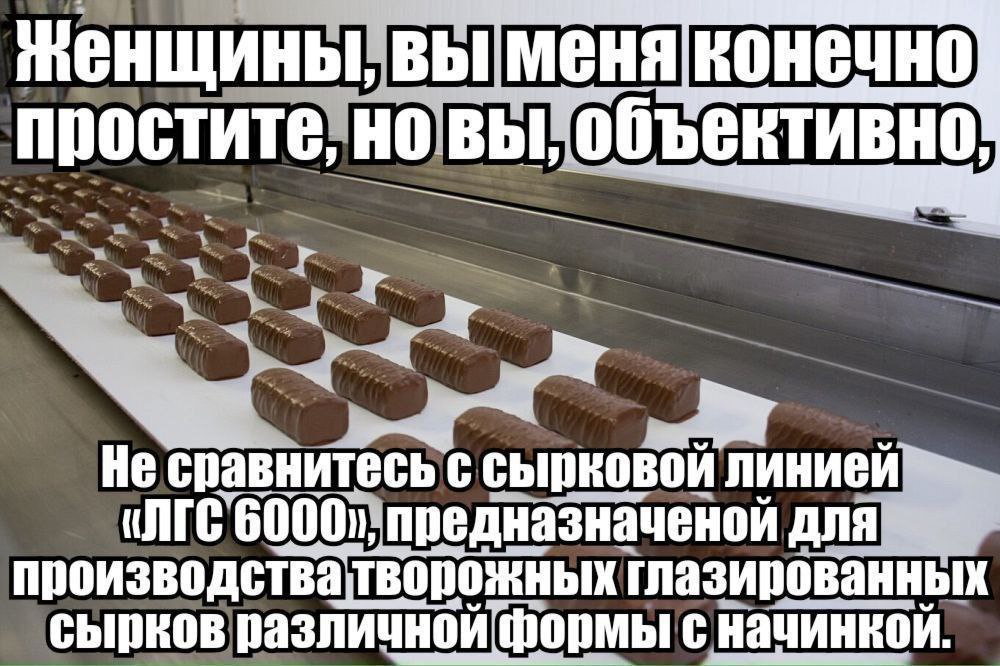 Женщины, вы меня конечно
простите, но вы, объективно,
Не сравнитесь с сырковой линией
«ЛГС 6000», предназначеной для
производства творожных глазированных
сырков различной формы с начинкой.